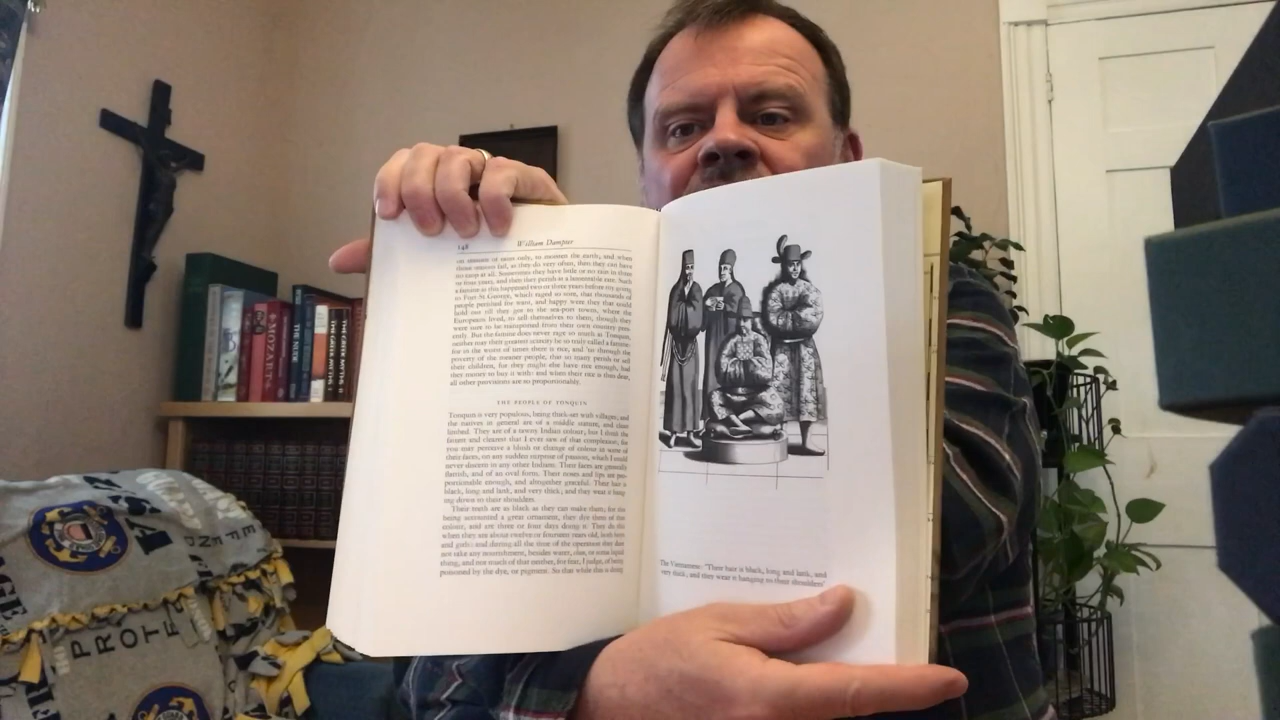 148 William Dampier
on season of rains only, to moisten the earth, and when
those seasons fail, as they do very often, then they can have
no crop at all. Sometimes they have little or no rain in three
or four years, and then they perish at a lamentable rate. Such
a famine as this happened two or three years before my going
to Fort St George, which raged so sore, that thousands of
people perished for want, and happy were they that could
hold out till they got to the sea-port towns, where the
Europeans lived, to sell themselves to them, though they
were sure to be transported from their own country pres-
ently. But the famine does never rage so much at Tonquin,
neither may their greatest scarcity be so truly called a famine:
for in the worst of times there is rice, and 'tis through the
poverty of the meaner people, that so many perish or sell
their children, for they might else have rice enough, had
they money to buy it with: and when their rice is thus dear,
all other provisions are so proportionably.
THE PEOPLE OF TONQUIN
Tonquin is very populous, being thick-set with villages; and
the natives in general are of a middle stature, and clean
limbed. They are of a tawny Indian colour; but I think the
fairest and clearest that I ever saw of that complexion; for
you may perceive a blush or change of colour in some of
their faces, on any sudden surprise of passion, which I could
never discern in any other Indians. Their faces are generally
flattish, and of an oval form. Their noses and lips are pro-
portionable enough, and altogether graceful. Their hair is
black, long and lank, and very thick; and they wear it hang-
ing down to their shoulders.
Their teeth are as black as they can make them; for this
being accounted a great ornament, they dye them of that
colour, and are three or four days doing it. They do this
when they are about twelve or fourteen years old, both boys
and girls: and during all the time of the operation they dare
not take any nourishment, besides water, chau, or some liquid
thing, and not much of that neither, for fear, I judge, of being
poisoned by the dye, or pigment. So that while this is doing
The Vietnamese: 'Their hair is black, long and lank, and
very thick; and they wear it hanging to their shoulders'
MOZART
THE NUDE
THE GREEK MYTHS I
THE GREEK MYTHS II
PROTE